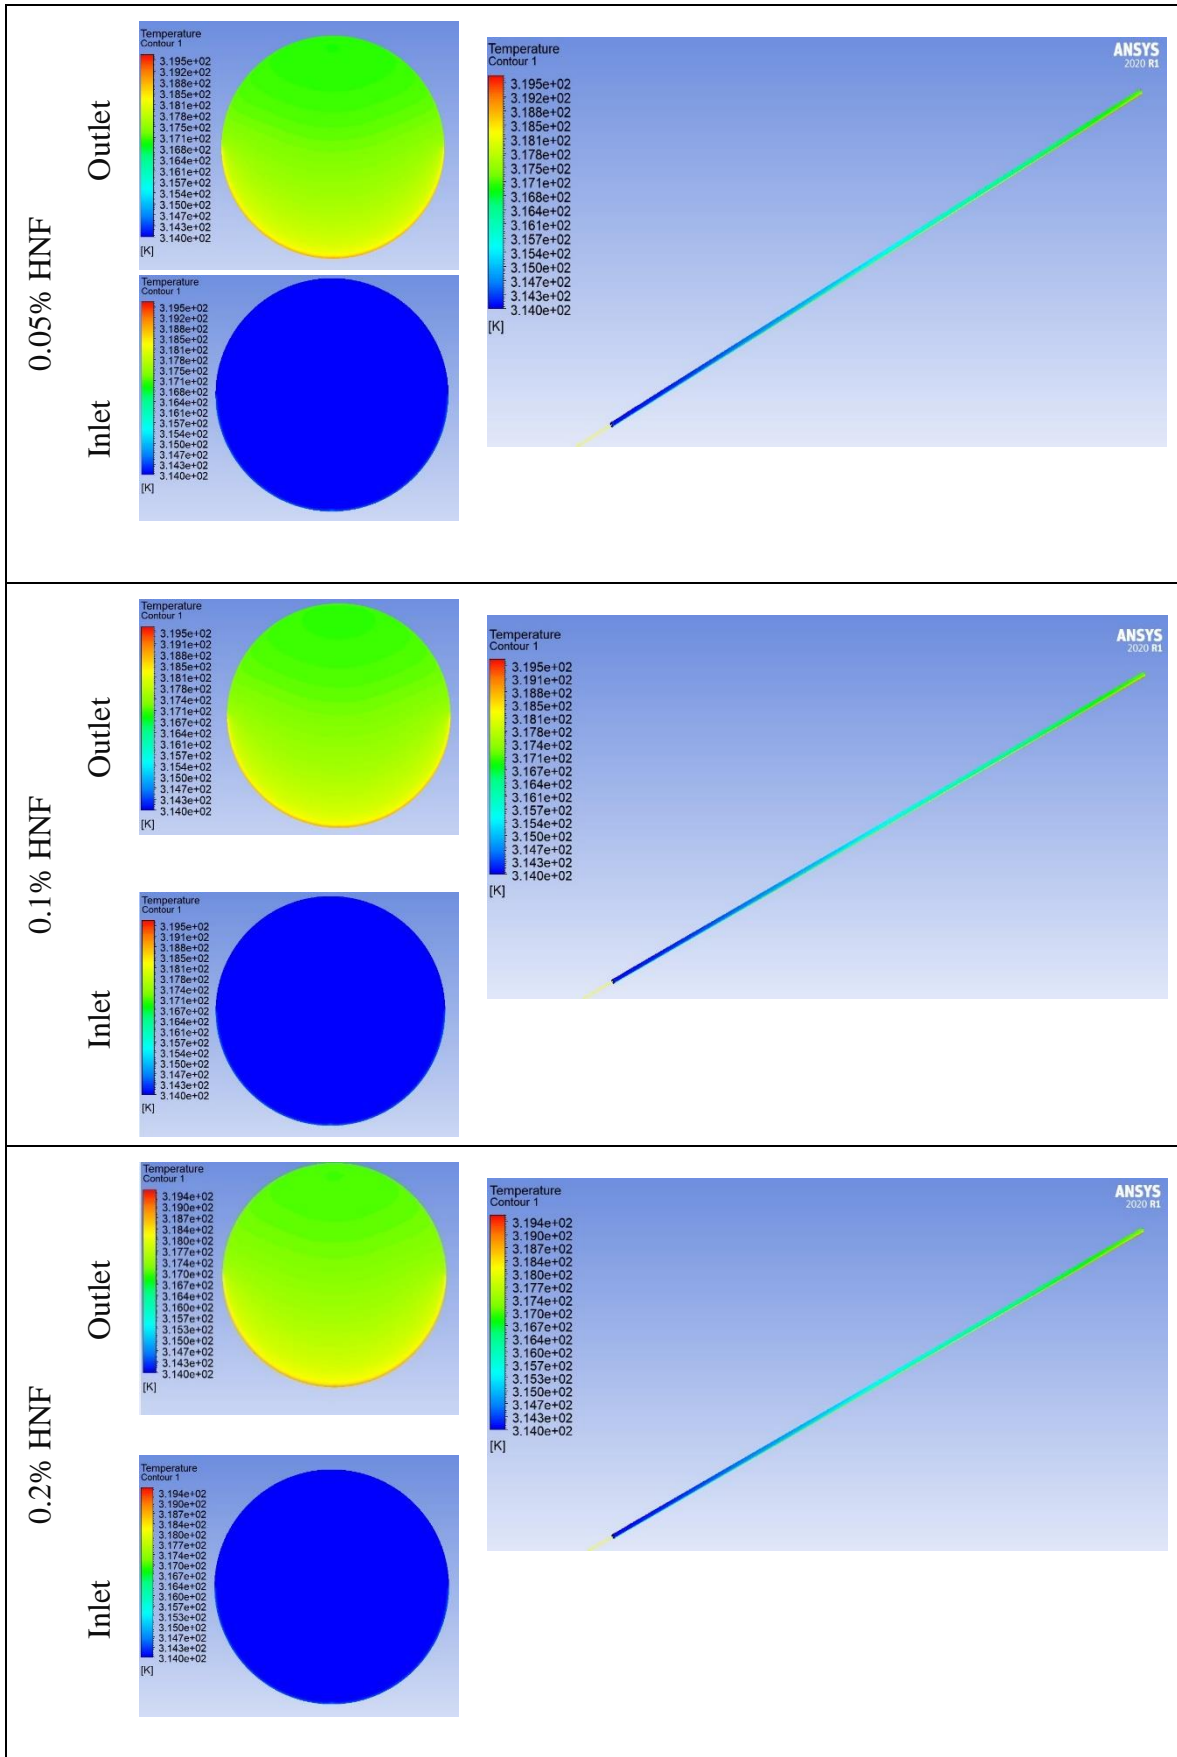 0.05% HNF
Outlet
Temperature
Contour 1
3.195e+02
3.192e+02
3.188e+02
3.185e+02
3.181e+02
3.178e+02
3.175e+02
3.171e+02
3.168e+02
3.164e+02
3.161e+02
3.157e+02
3.154e+02
3.150e+02
3.147e+02
3.143e+02
3.140e+02
[K]
Inlet
Temperature
Contour 1
3.195e+02
3.192e+02
3.188e+02
3.185e+02
3.181e+02
3.178e+02
3.175e+02
3.171e+02
3.168e+02
3.164e+02
3.161e+02
3.157e+02
3.154e+02
3.150e+02
3.147e+02
3.143e+02
3.140e+02
[K]
Temperature
Contour 1
3.195e+02
3.192e+02
3.188e+02
3.185e+02
3.181e+02
3.178e+02
3.175e+02
3.171e+02
3.168e+02
3.164e+02
3.161e+02
3.157e+02
3.154e+02
3.150e+02
3.147e+02
3.143e+02
3.140e+02
[K]
ANSYS
2020 R1
0.1% HNF
Outlet
Temperature
Contour 1
3.195e+02
3.191e+02
3.188e+02
3.185e+02
3.181e+02
3.178e+02
3.174e+02
3.171e+02
3.167e+02
3.164e+02
3.161e+02
3.157e+02
3.154e+02
3.150e+02
3.147e+02
3.143e+02
3.140e+02
[K]
Inlet
Temperature
Contour 1
3.195e+02
3.191e+02
3.188e+02
3.185e+02
3.181e+02
3.178e+02
3.174e+02
3.171e+02
3.167e+02
3.164e+02
3.161e+02
3.157e+02
3.154e+02
3.150e+02
3.147e+02
3.143e+02
3.140e+02
[K]
Temperature
Contour 1
3.195e+02
3.191e+02
3.188e+02
3.185e+02
3.181e+02
3.178e+02
3.174e+02
3.171e+02
3.167e+02
3.164e+02
3.161e+02
3.157e+02
3.154e+02
3.150e+02
3.147e+02
3.143e+02
3.140e+02
[K]
ANSYS
2020 R1
0.2% HNF
Outlet
Temperature
Contour 1
3.194e+02
3.190e+02
3.187e+02
3.184e+02
3.180e+02
3.177e+02
3.174e+02
3.170e+02
3.167e+02
3.164e+02
3.160e+02
3.157e+02
3.153e+02
3.150e+02
3.147e+02
3.143e+02
3.140e+02
[K]
Inlet
Temperature
Contour 1
3.194e+02
3.190e+02
3.187e+02
3.184e+02
3.180e+02
3.177e+02
3.174e+02
3.170e+02
3.167e+02
3.164e+02
3.160e+02
3.157e+02
3.153e+02
3.150e+02
3.147e+02
3.143e+02
3.140e+02
[K]
Temperature
Contour 1
3.194e+02
3.190e+02
3.187e+02
3.184e+02
3.180e+02
3.177e+02
3.174e+02
3.170e+02
3.167e+02
3.164e+02
3.160e+02
3.157e+02
3.153e+02
3.150e+02
3.147e+02
3.143e+02
3.140e+02
[K]
ANSYS
2020 R1